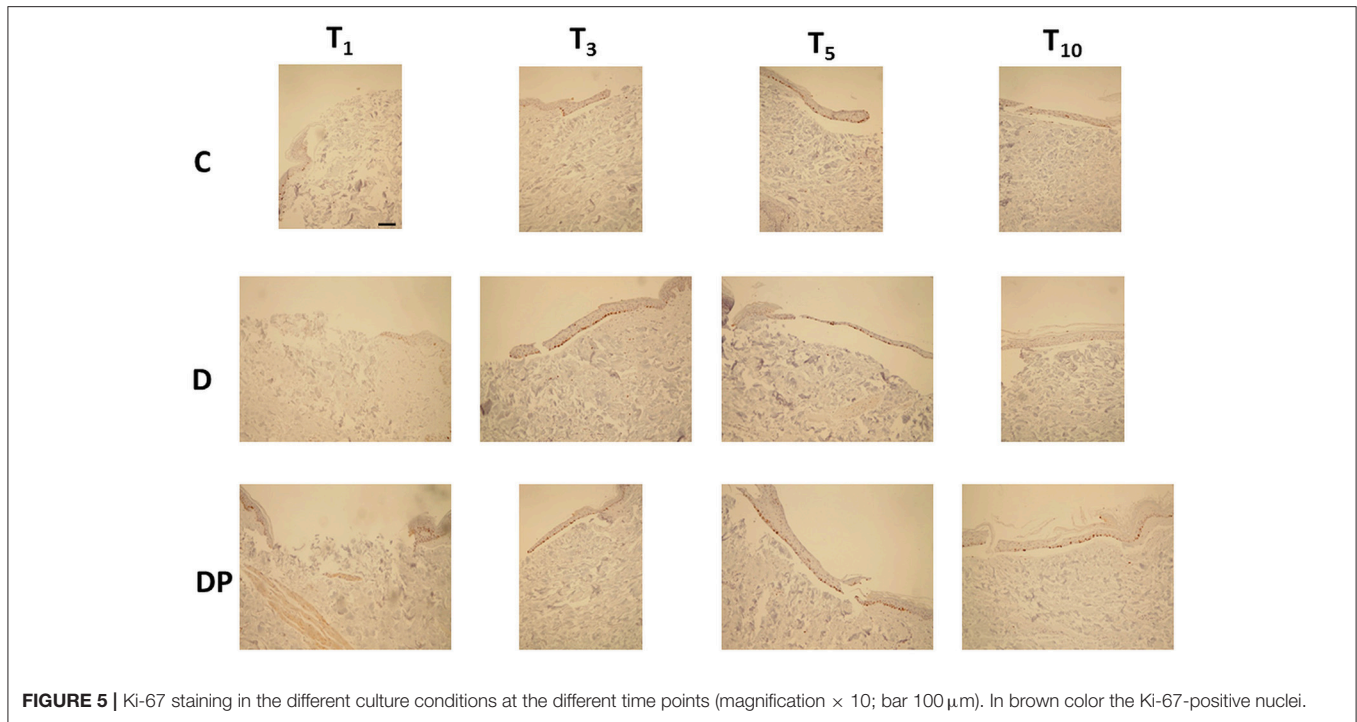 T1 T3 T5 T10
C
D
DP
FIGURE 5 | Ki-67 staining in the different culture conditions at the different time points (magnification × 10; bar 100 μm). In brown color the Ki-67-positive nuclei.